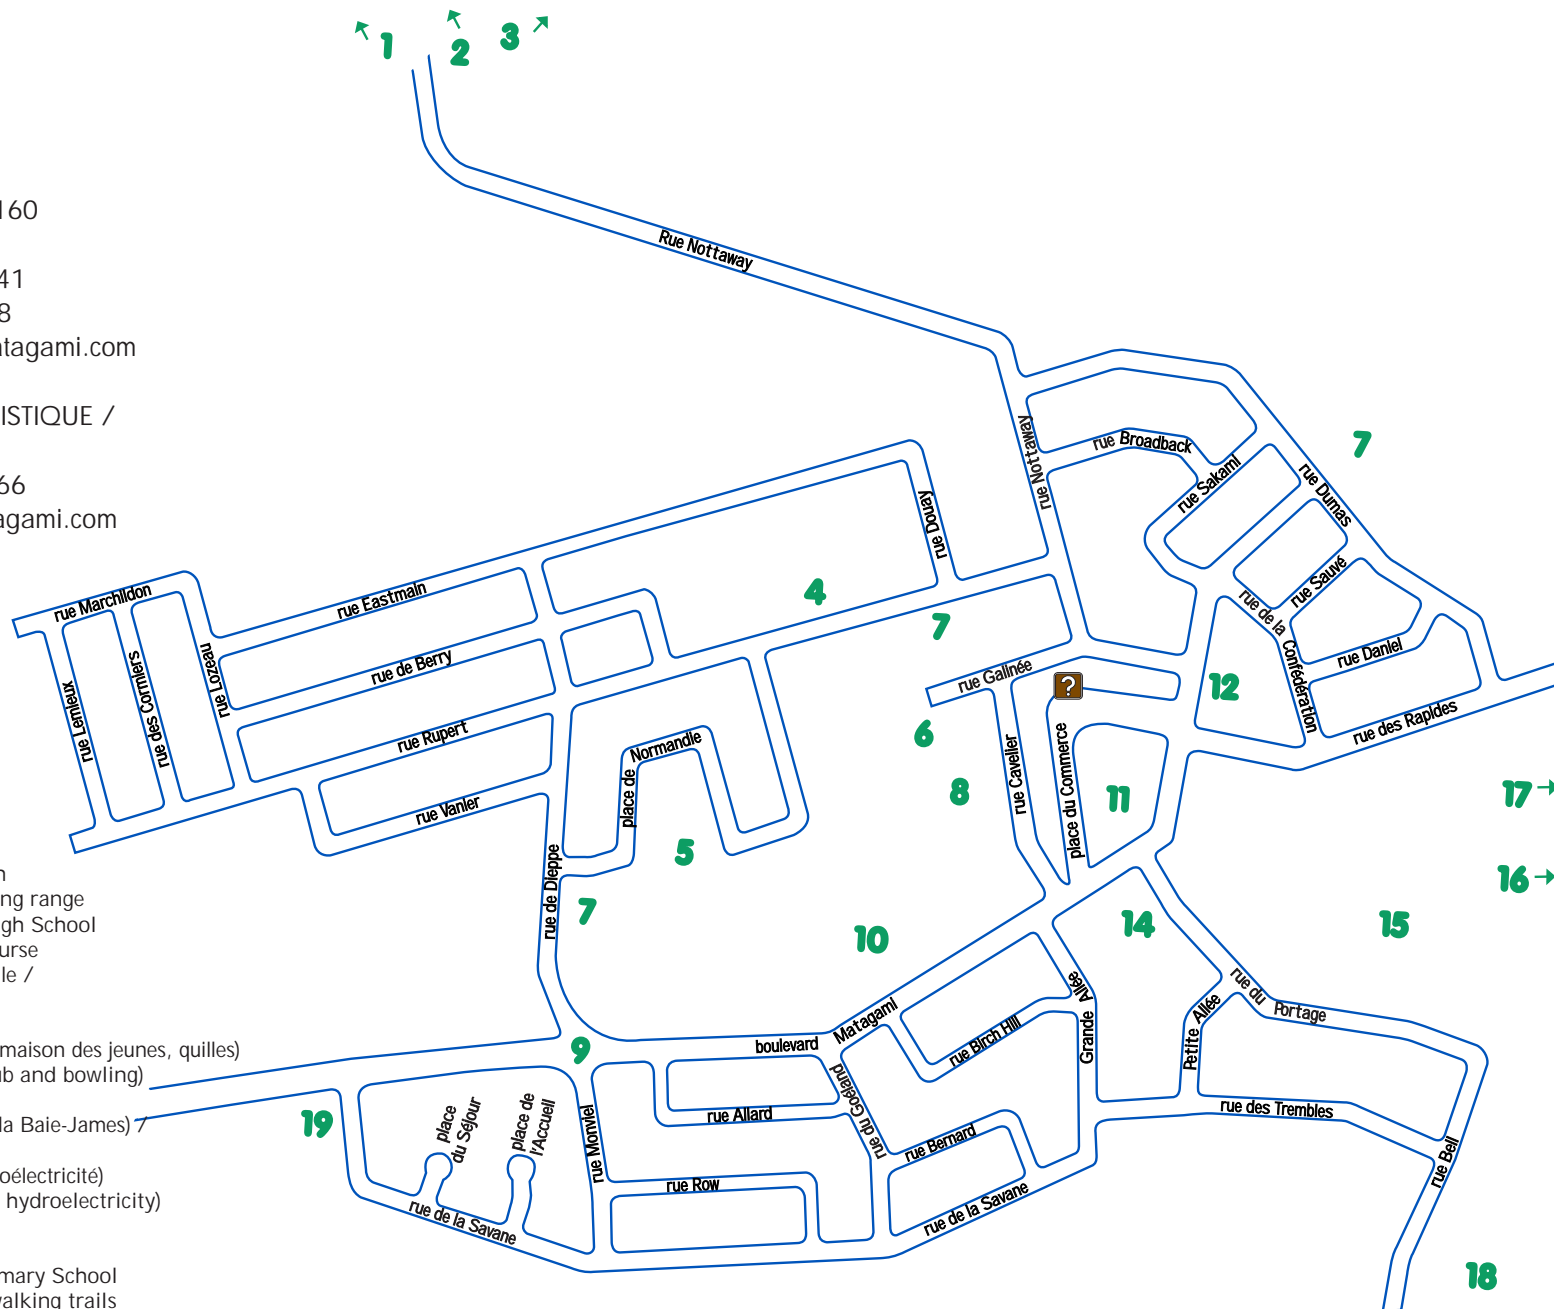 1
2
3
160
41
8
atagami.com
ISTIQUE /
66
agami.com
Rue Nottaway
rue Nottaway
rue Broadback
rue Sakami
rue Dumas
7
rue Sauvé
rue de la Confédération
rue Daniel
rue des Rapides
rue Douay
4
7
rue Marchildon
rue Eastmain
rue de Berry
rue Lozeau
rue des Cormiers
rue Lemieux
rue Rupert
rue Vanier
place de Normandie
5
rue Galinée
?
12
6
8
rue Cavelier
place du Commerce
11
17
16
15
14
10
rue de Dieppe
7
n
ng range
gh School
urse
le /
maison des jeunes, quilles)
ub and bowling)
la Baie-James) /
oélectricité)
hydroelectricity)
mary School
walking trails
9
boulevard Matagami
rue Birch Hill
Grande Allée
Petite Allée
rue du Portage
rue des Trembles
rue Bell
18
19
place
du Séjour
place de
l'Accueil
rue Monviel
rue Allard
rue du Goéland
rue Bernard
rue Row
rue de la Savane
rue de la Savane